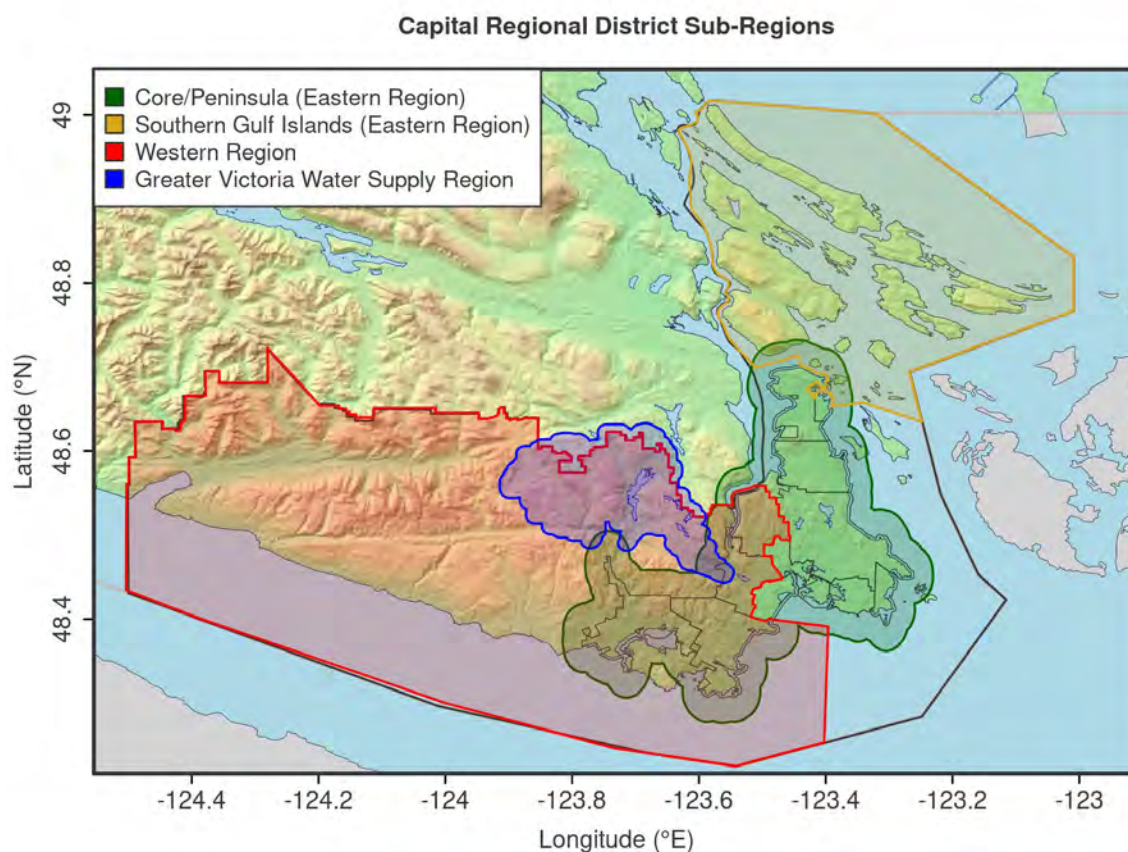 Capital Regional District Sub-Regions
Core/Peninsula (Eastern Region)
Southern Gulf Islands (Eastern Region)
Western Region
Greater Victoria Water Supply Region
49
48.8
48.6
48.4
Latitude (°N)
-124.4
-124.2
-124
-123.8
-123.6
-123.4
-123.2
-123
Longitude (°E)